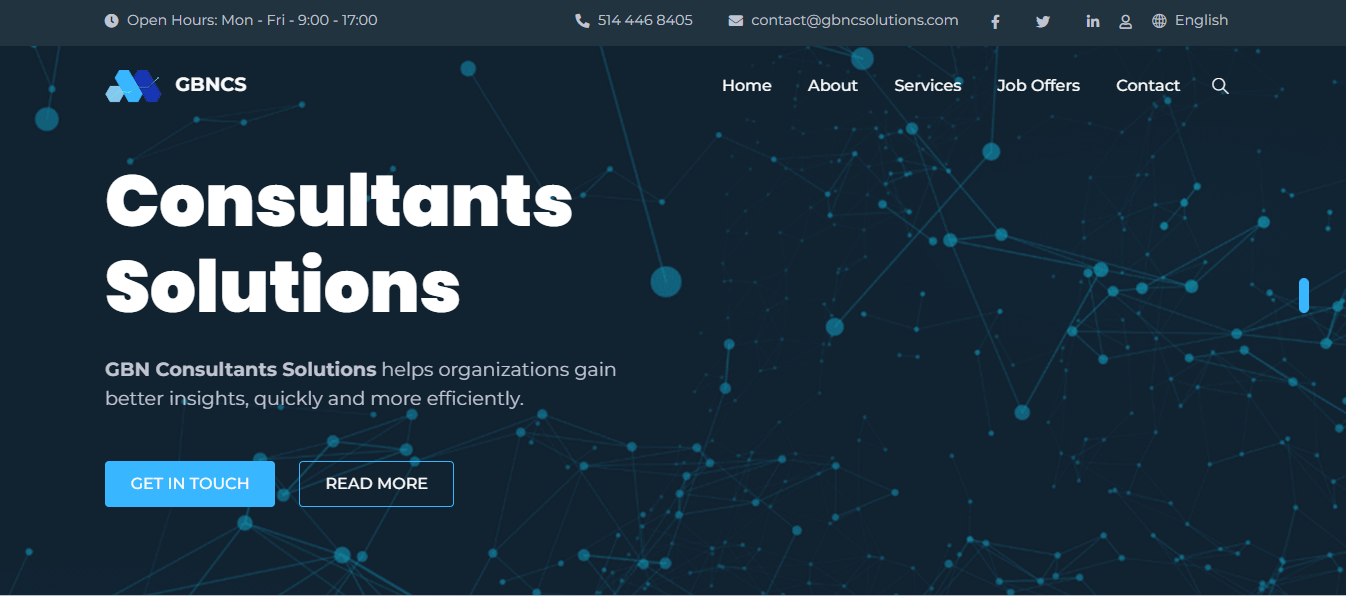 Open Hours: Mon - Fri - 9:00 - 17:00
514 446 8405
contact@gbncsolutions.com
English
GBNCS
Home
About
Services
Job Offers
Contact
Consultants
Solutions
GBN Consultants Solutions helps organizations gain
better insights, quickly and more efficiently.
GET IN TOUCH
READ MORE